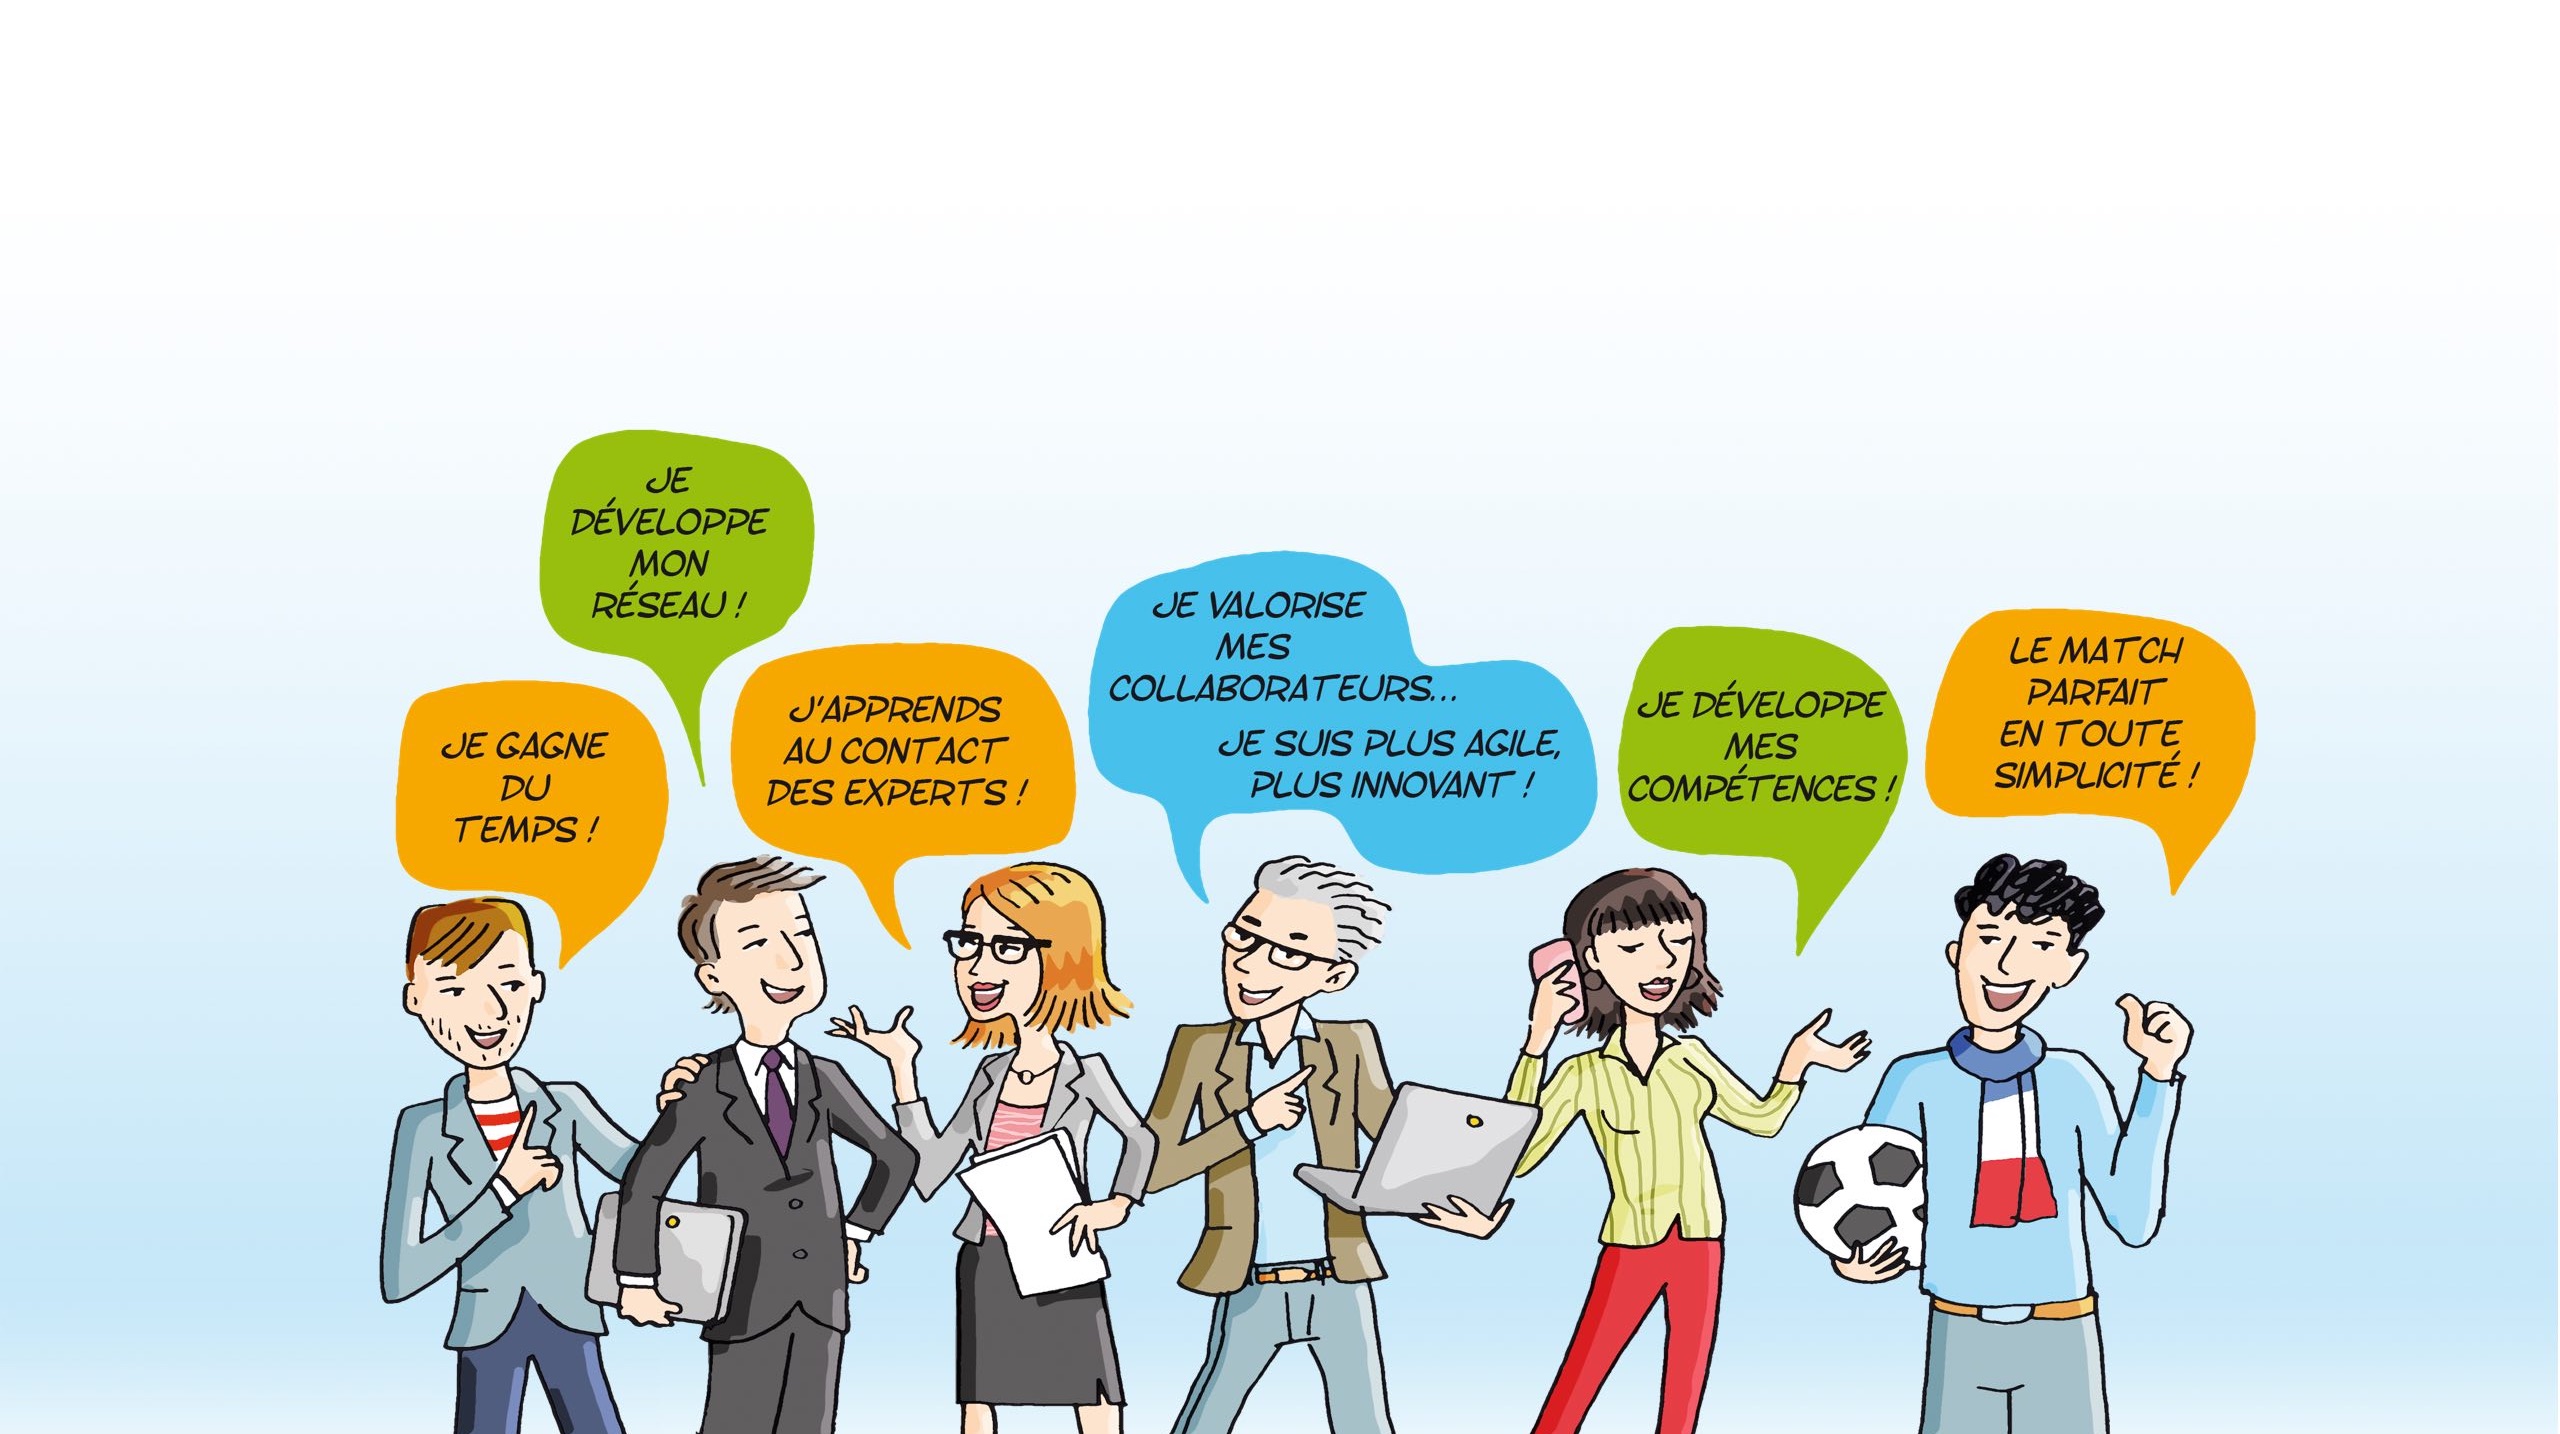 JE
DÉVELOPPE
MON
RÉSEAU !
JE GAGNE
DU
TEMPS !
J'APPRENDS
AU CONTACT
DES EXPERTS !
JE VALORISE
MES
COLLABORATEURS...
JE SUIS PLUS AGILE,
PLUS INNOVANT !
JE DÉVELOPPE
MES
COMPÉTENCES !
LE MATCH
PARFAIT
EN TOUTE
SIMPLICITÉ !